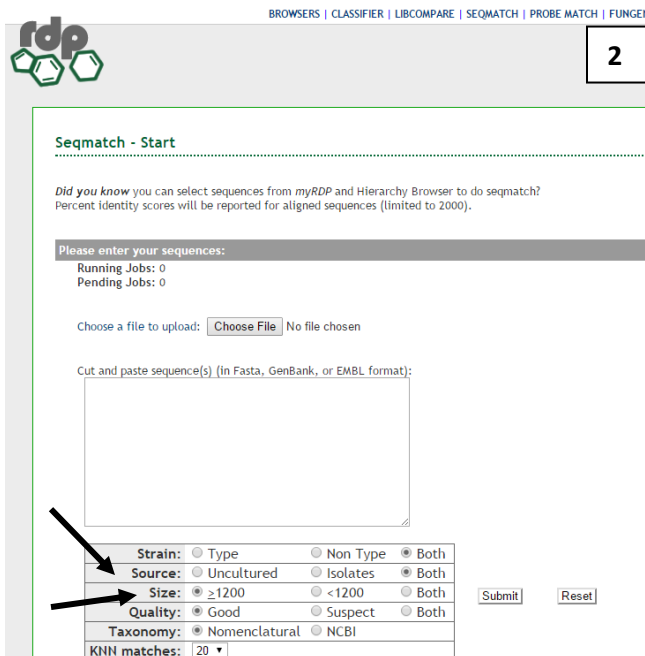 BROWSERS | CLASSIFIER | LIBCOMPARE | SEQMATCH | PROBE MATCH | FUNGEN
rdp
2
Seqmatch - Start
Did you know you can select sequences from myRDP and Hierarchy Browser to do seqmatch?
Percent identity scores will be reported for aligned sequences (limited to 2000).
Please enter your sequences:
Running Jobs: 0
Pending Jobs: 0
Choose a file to upload: Choose File No file chosen
Cut and paste sequence(s) (in Fasta, GenBank, or EMBL format):
Strain: Type Non Type Both
Source: Uncultured Isolates Both
Size: ≥1200 <1200 Both Submit Reset
Quality: Good Suspect Both
Taxonomy: Nomenclatural NCBI
KNN matches: 20